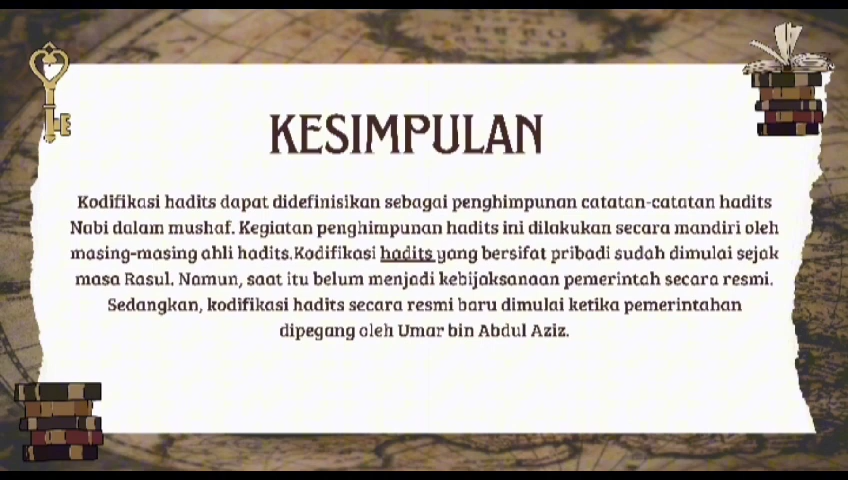 KESIMPULAN
Kodifikasi hadits dapat didefinisikan sebagai penghimpunan catatan-catatan hadits
Nabi dalam mushaf. Kegiatan penghimpunan hadits ini dilakukan secara mandiri oleh
masing-masing ahli hadits.Kodifikasi hadits yang bersifat pribadi sudah dimulai sejak
masa Rasul. Namun, saat itu belum menjadi kebijaksanaan pemerintah secara resmi.
Sedangkan, kodifikasi hadits secara resmi baru dimulai ketika pemerintahan
dipegang oleh Umar bin Abdul Aziz.